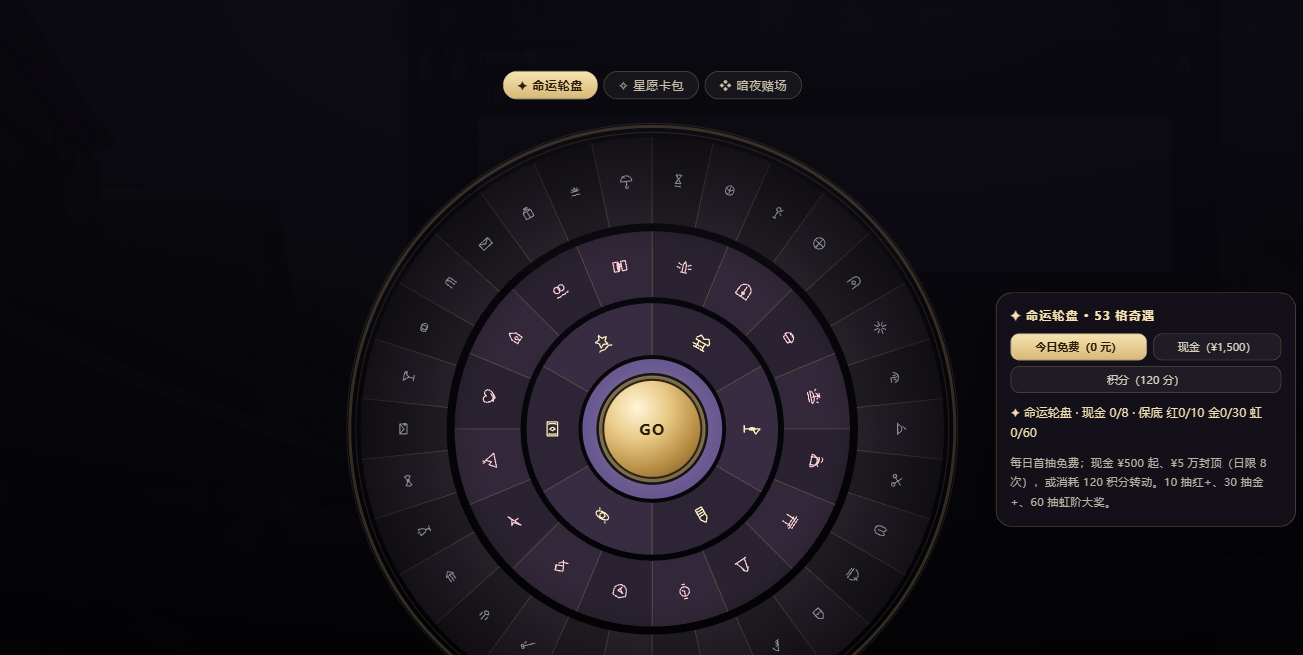 ✦ 命运轮盘
✧ 星愿卡包
❖ 暗夜赌场
GO
✦ 命运轮盘 • 53 格奇遇
今日免费（0 元）
现金（¥1,500）
积分（120 分）
✦ 命运轮盘 · 现金 0/8 · 保底 红0/10 金0/30 虹
0/60
每日首抽免费；现金 ¥500 起、¥5 万封顶（日限 8
次），或消耗 120 积分转动。10 抽红+、30 抽金
+、60 抽虹阶大奖。